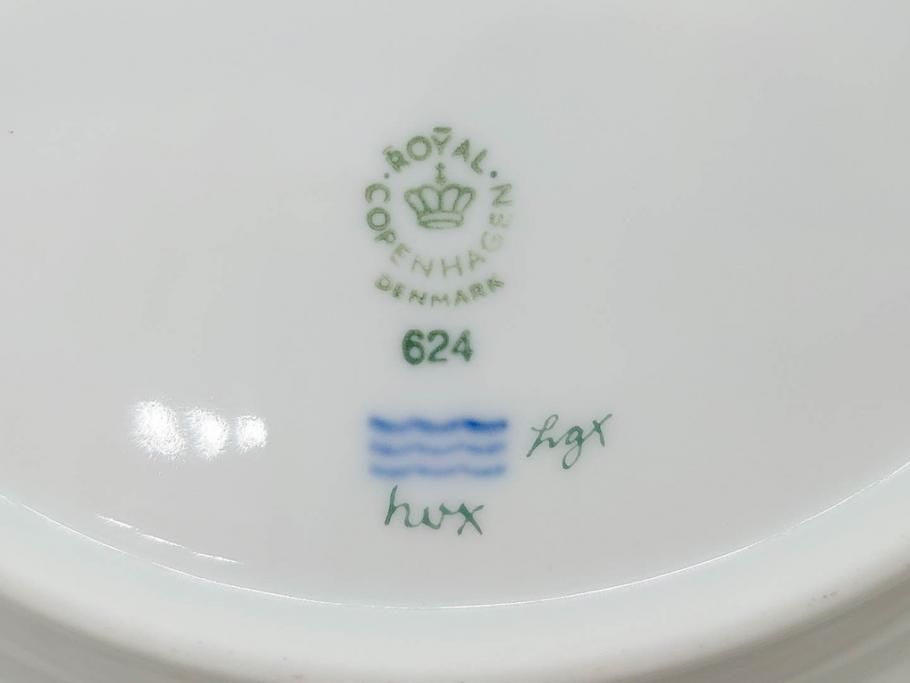 ROYAL
COPENHAGEN
DENMARK
624
hgx
hvx